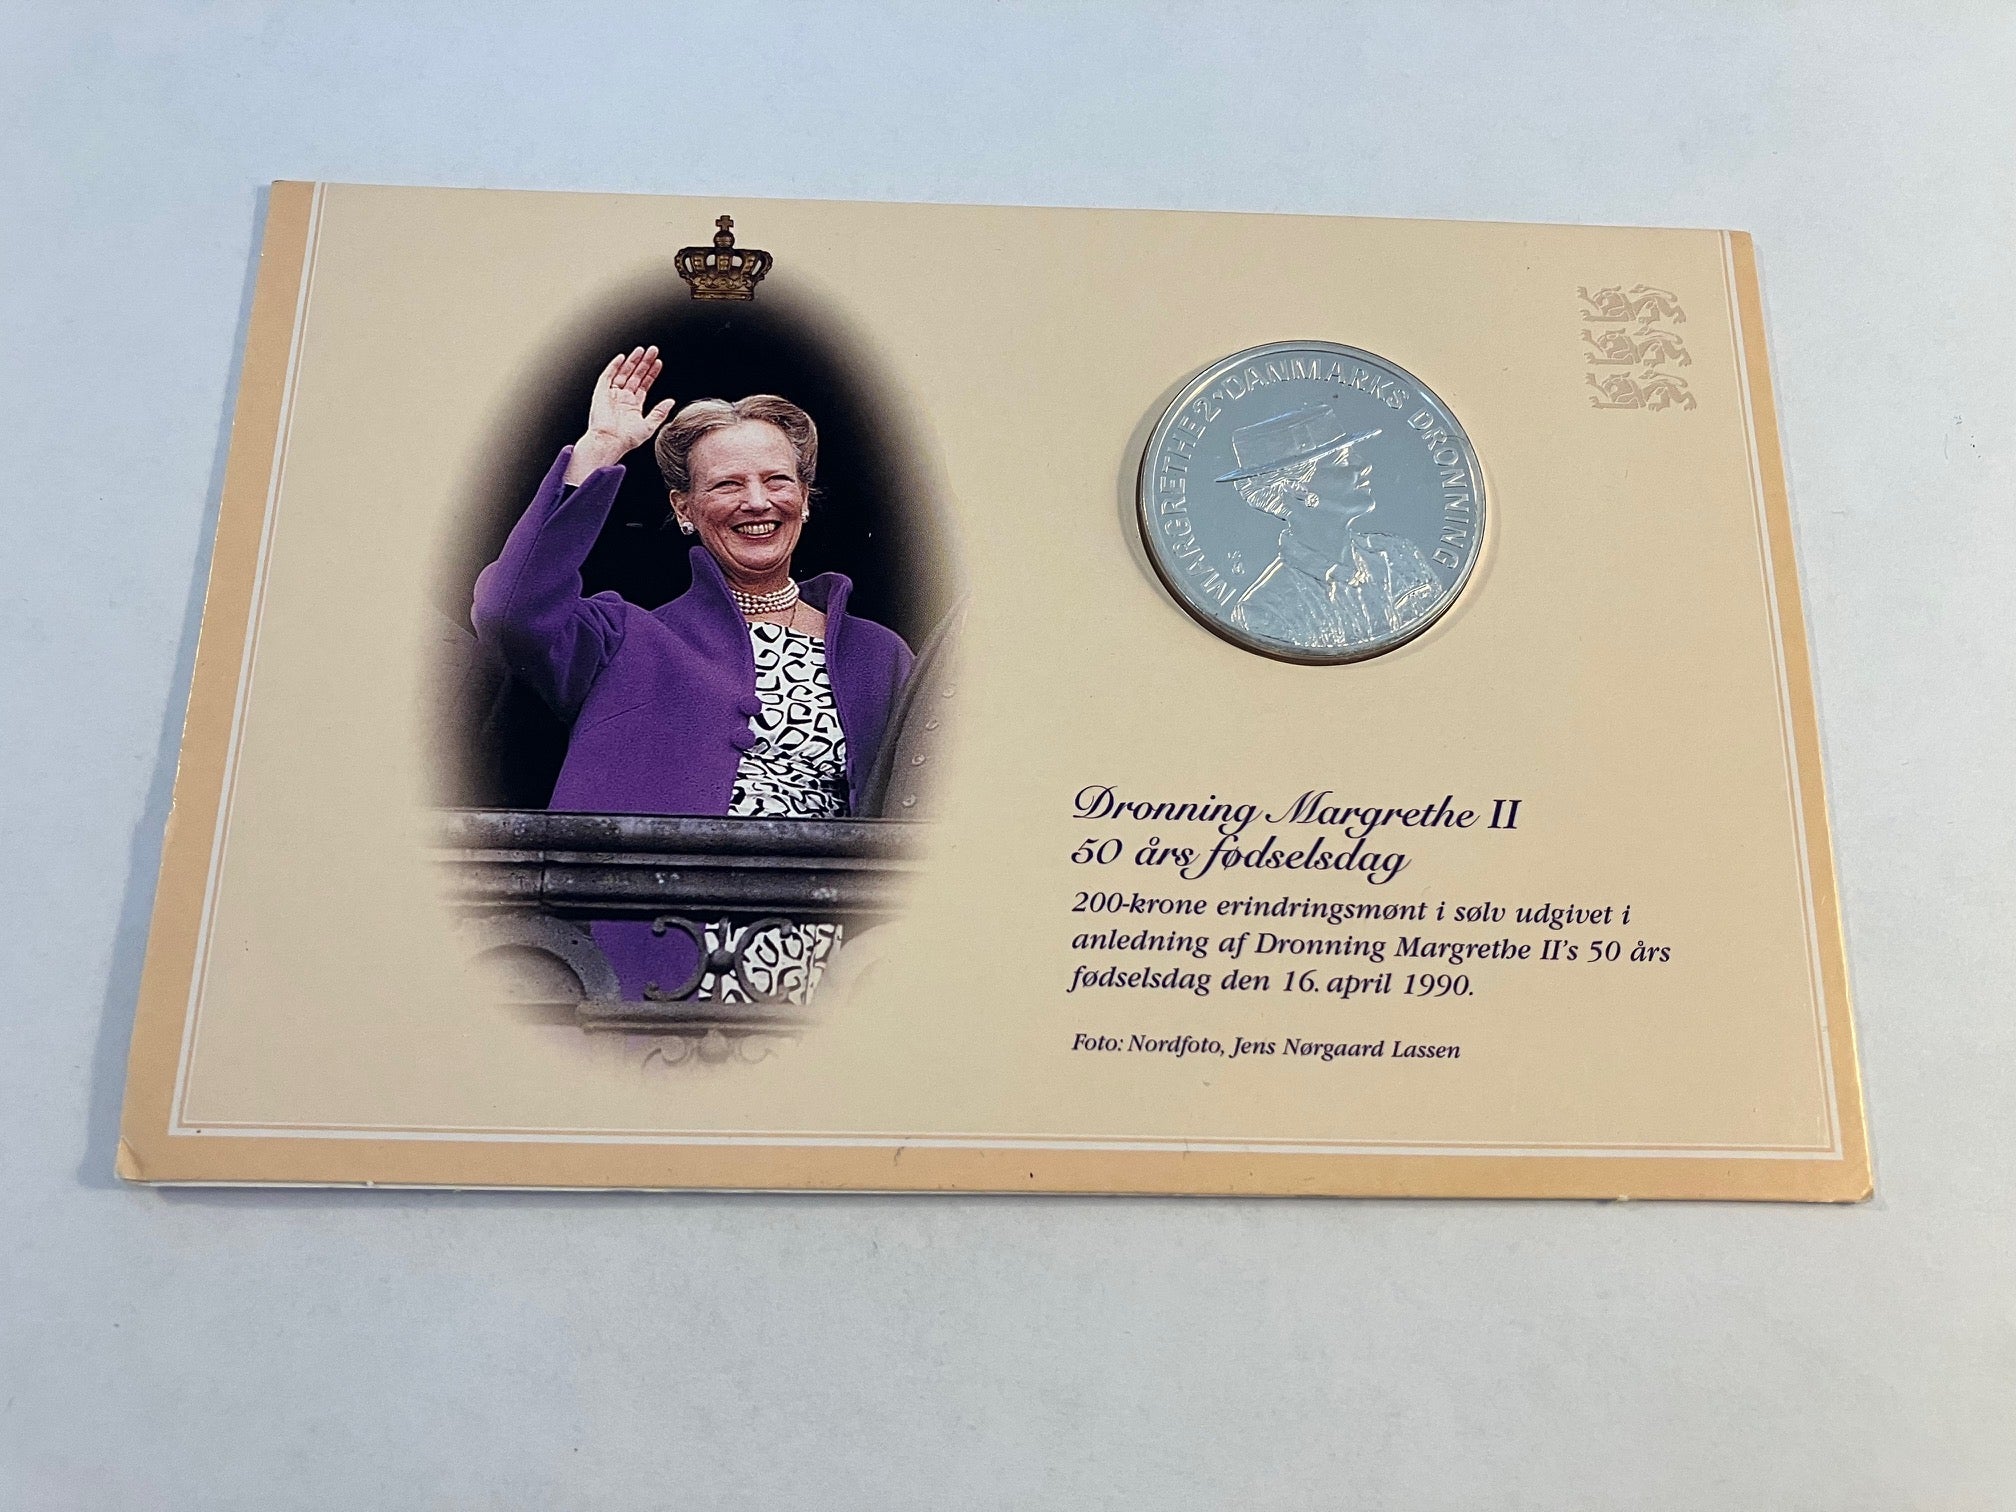 MARGRETHE 2 · DANMARKS DRONNING
Dronning Margrethe II
50 års fødselsdag
200-krone erindringsmønt i sølv udgivet i
anledning af Dronning Margrethe II's 50 års
fødselsdag den 16. april 1990.
Foto: Nordfoto, Jens Nørgaard Lassen